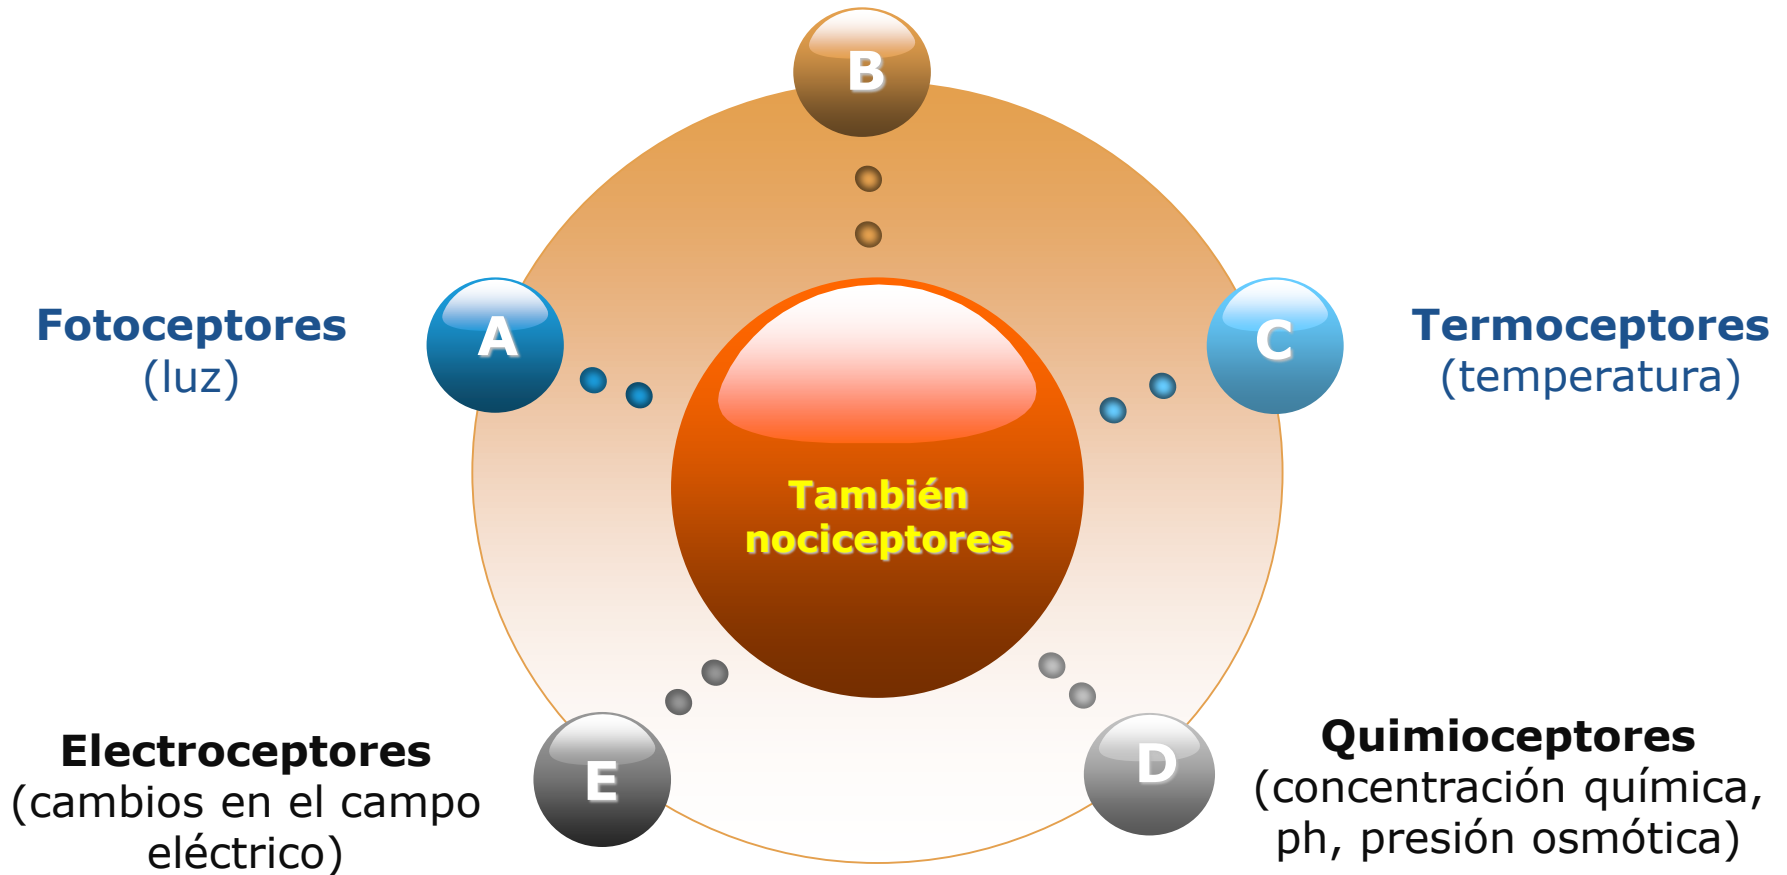 B
A
Fotoceptores
(luz)
C
Termoceptores
(temperatura)
También
nociceptores
E
Electroceptores
(cambios en el campo
eléctrico)
D
Quimioceptores
(concentración química,
ph, presión osmótica)